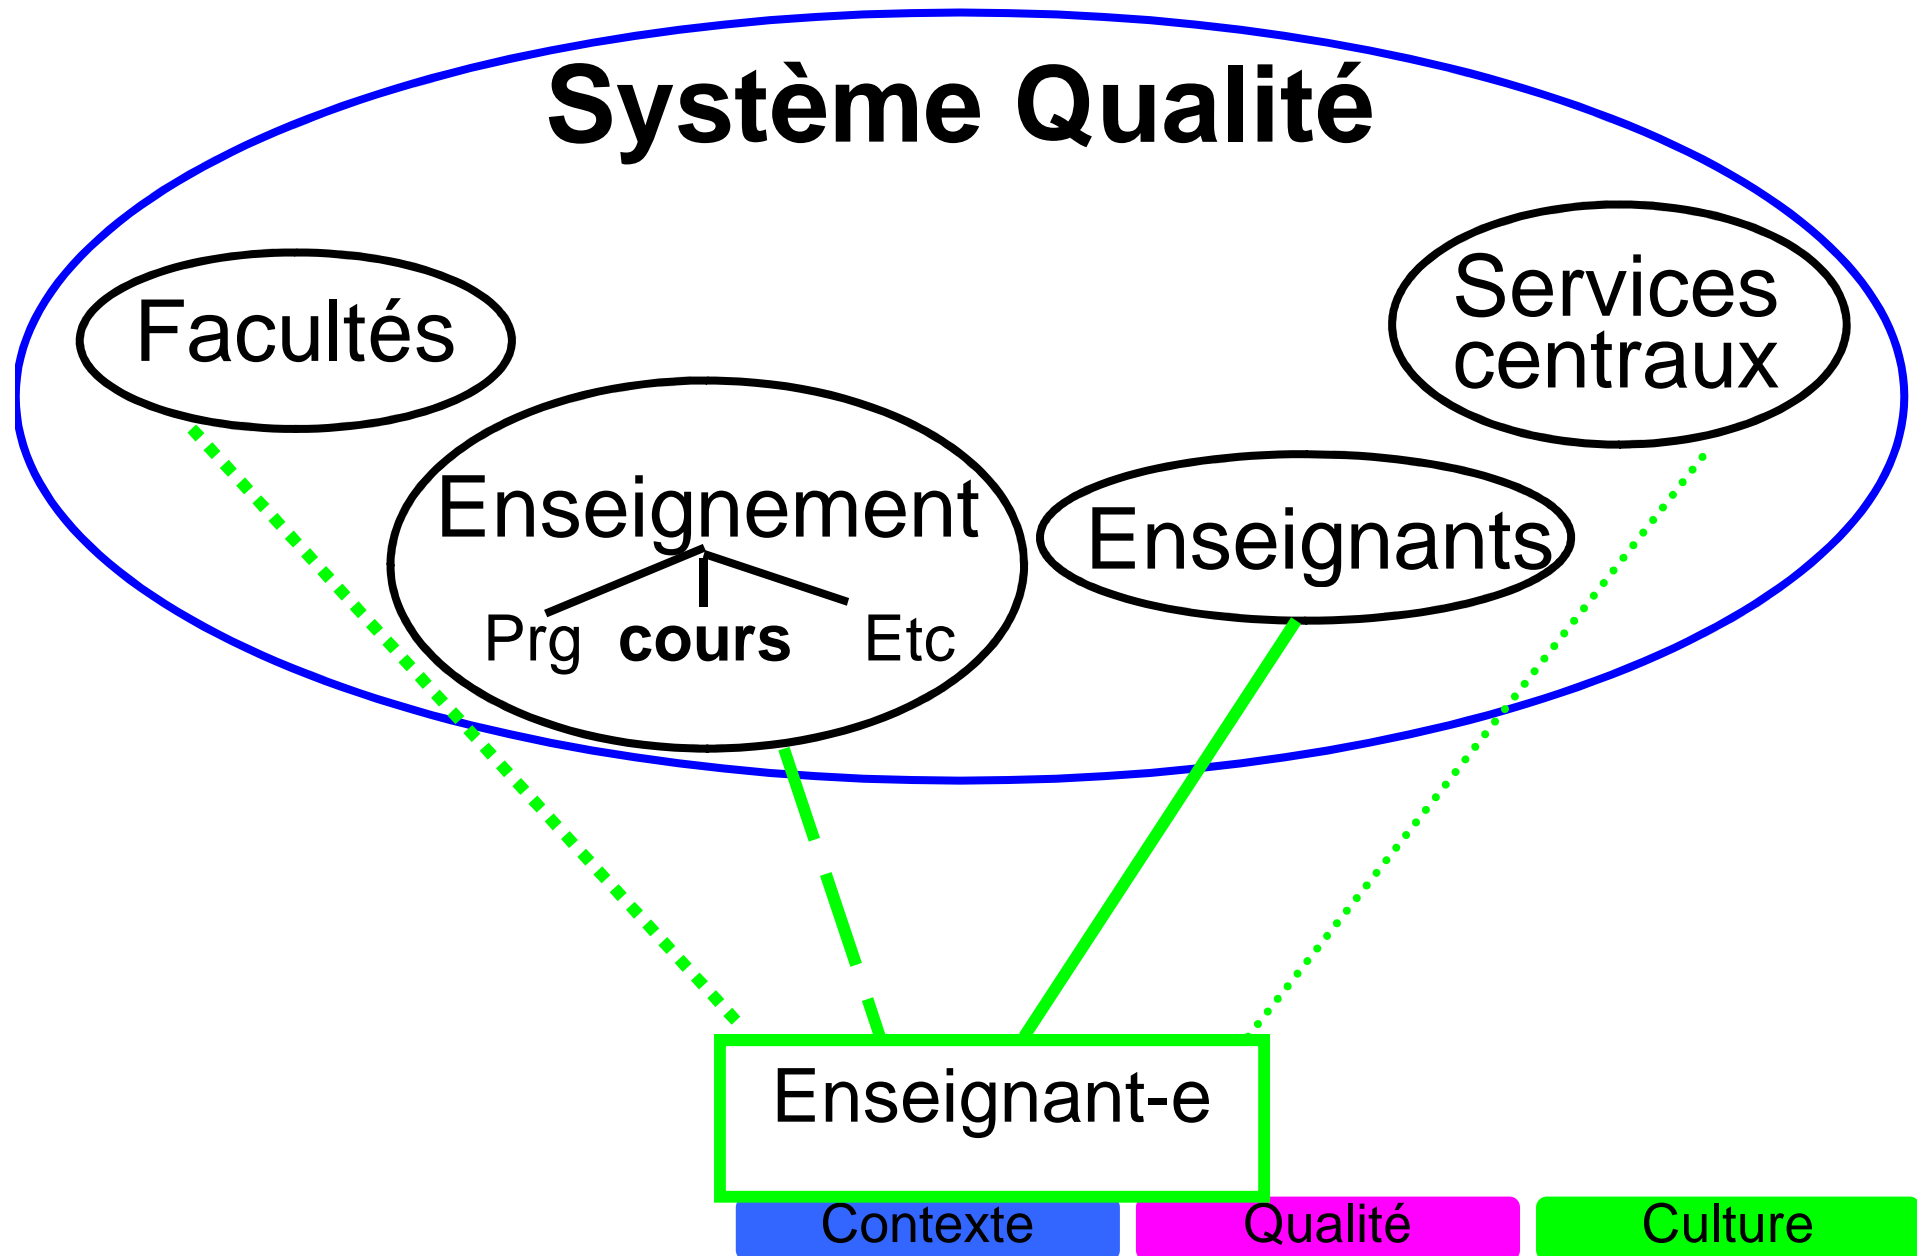 Système Qualité
Facultés
Services
centraux
Enseignement
Enseignants
Prg cours Etc
Enseignant-e
Contexte
Qualité
Culture